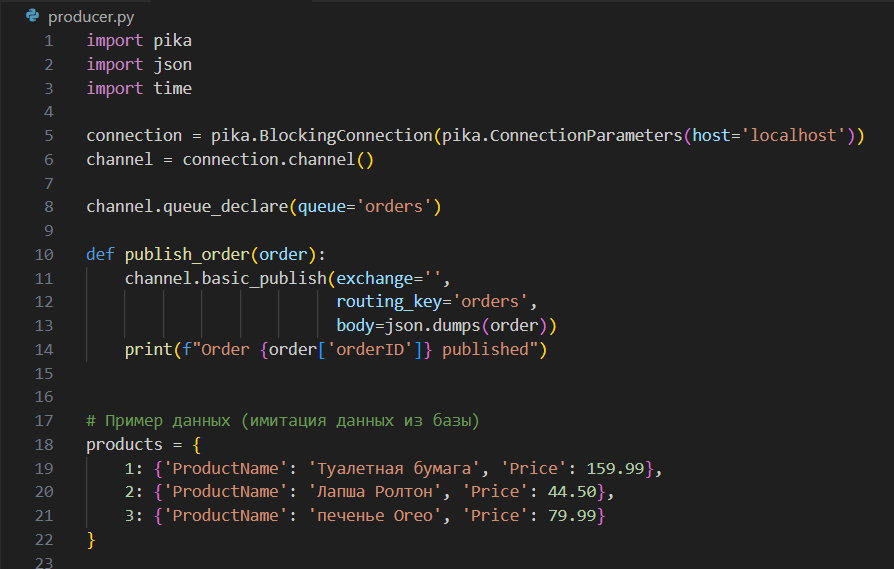 producer.py
1 import pika
2 import json
3 import time
4
5 connection = pika.BlockingConnection(pika.ConnectionParameters(host='localhost'))
6 channel = connection.channel()
7
8 channel.queue_declare(queue='orders')
9
10 def publish_order(order):
11     channel.basic_publish(exchange='',
12                           routing_key='orders',
13                           body=json.dumps(order))
14     print(f"Order {order['orderID']} published")
15
16
17 # Пример данных (имитация данных из базы)
18 products = {
19     1: {'ProductName': 'Туалетная бумага', 'Price': 159.99},
20     2: {'ProductName': 'Лапша Ролтон', 'Price': 44.50},
21     3: {'ProductName': 'печенье Oreo', 'Price': 79.99}
22 }
23